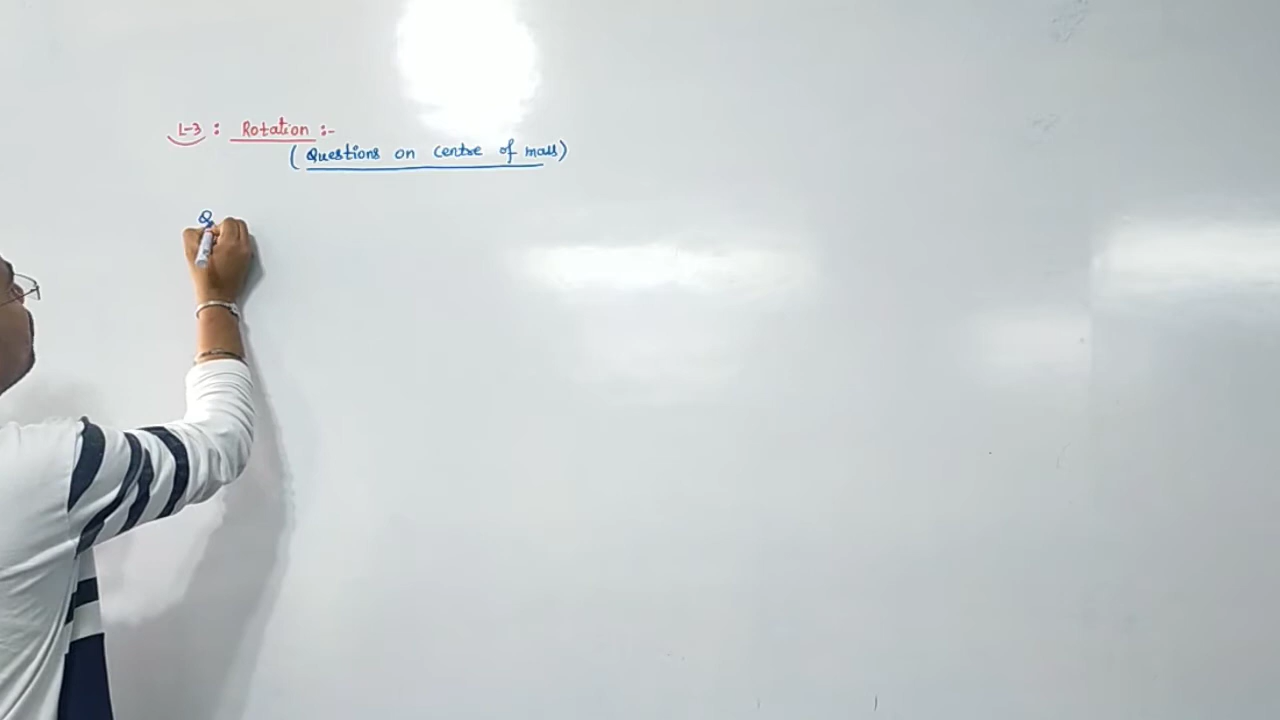 L-3 : Rotation :-
(Questions on centre of mass)
Q